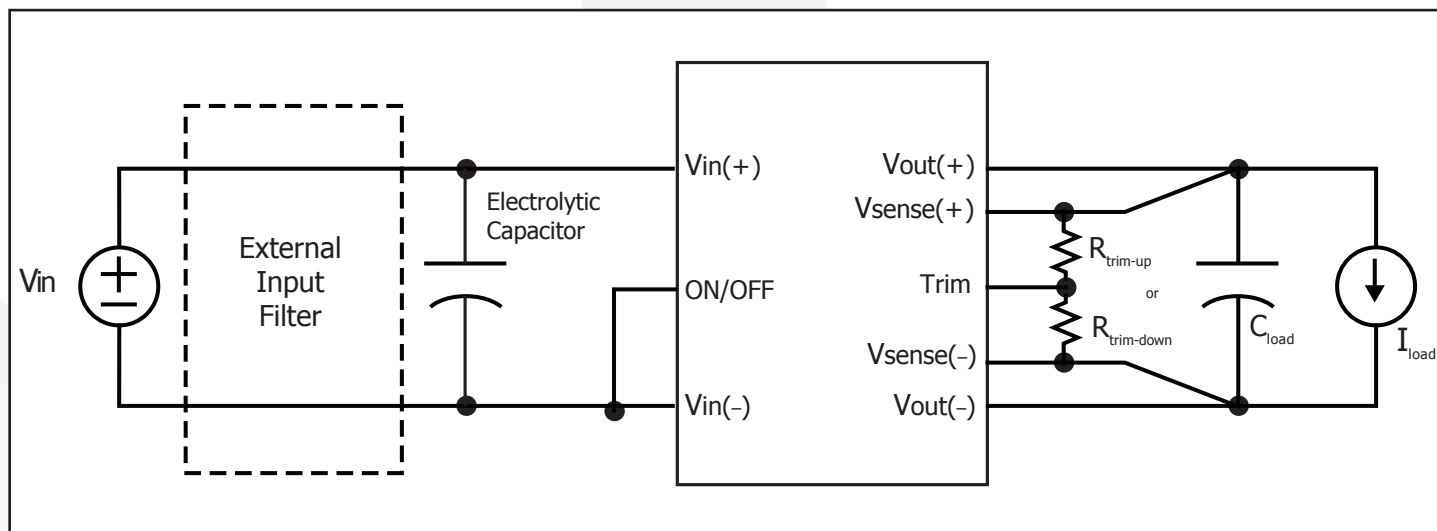 Vin
External
Input
Filter
Electrolytic
Capacitor
Vin(+)
ON/OFF
Vin(–)
Vout(+)
Vsense(+)
Trim
Vsense(–)
Vout(–)
Rtrim-up
or
Rtrim-down
Cload
Iload